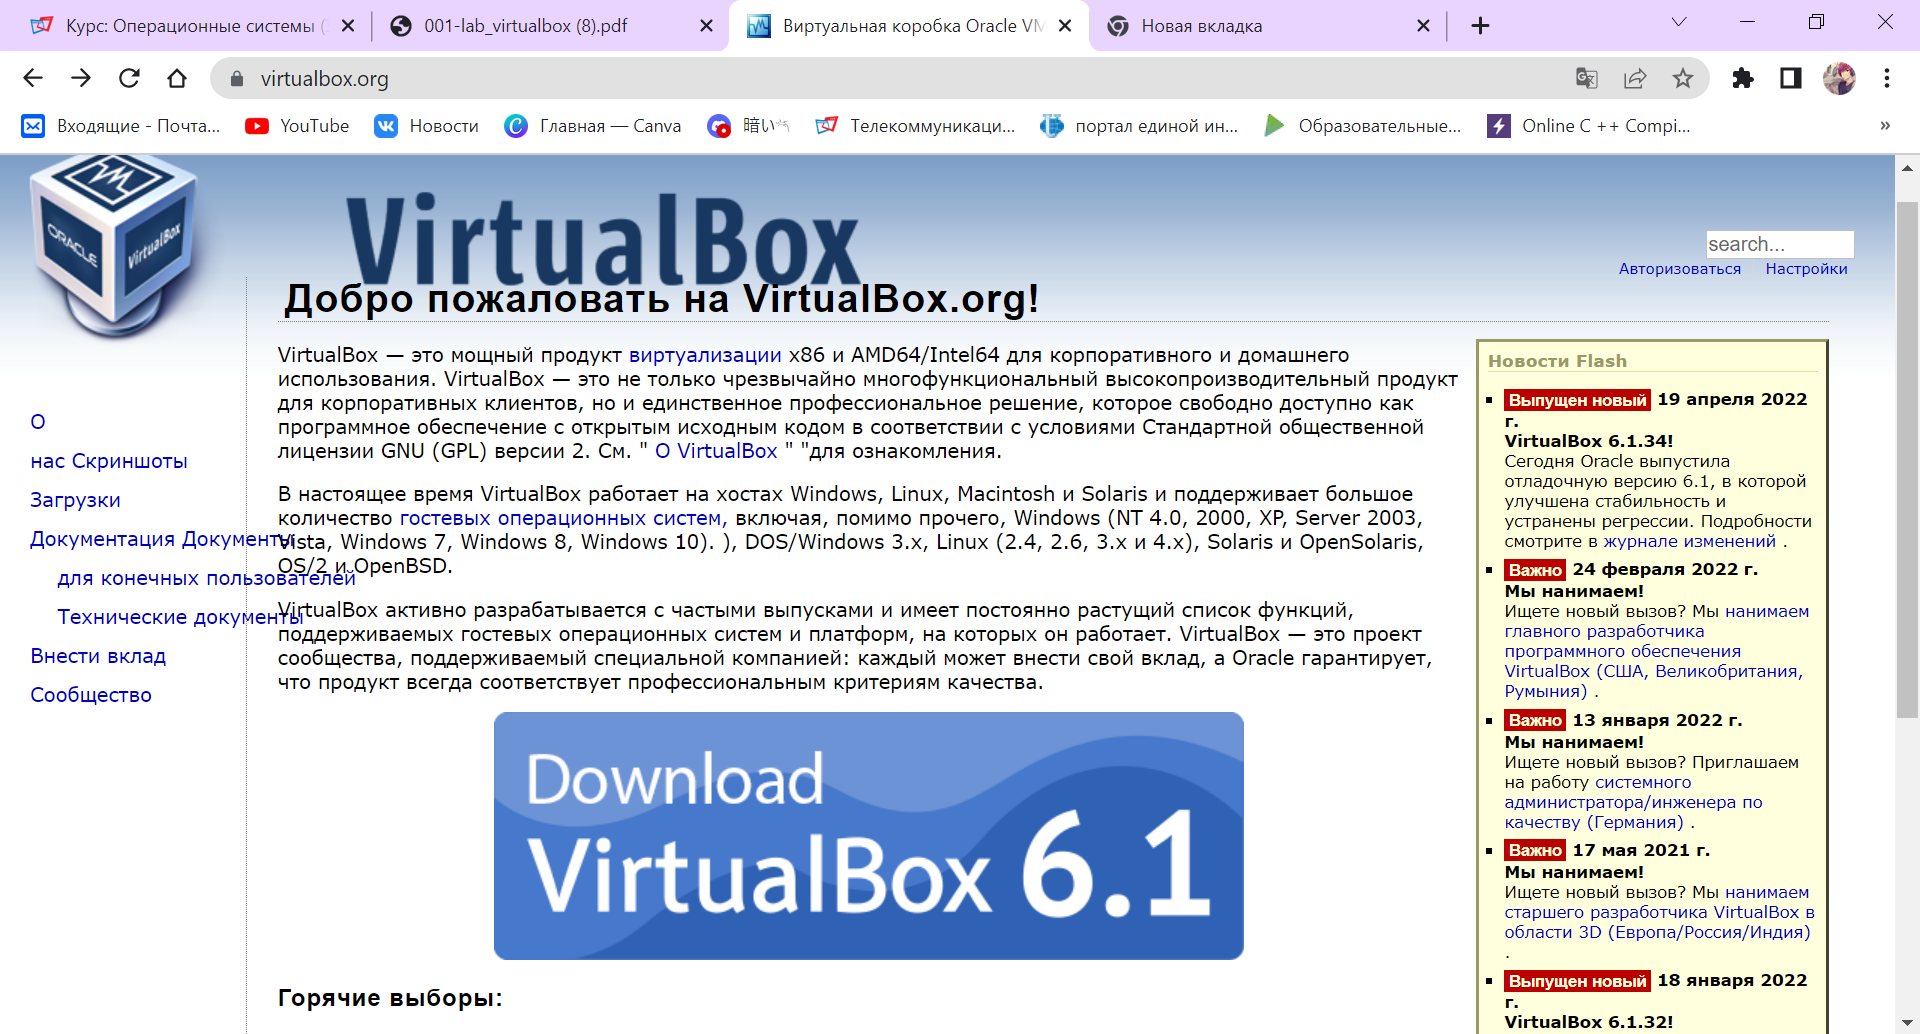 Курс: Операционные системы (
001-lab_virtualbox (8).pdf
Виртуальная коробка Oracle VM
Новая вкладка
virtualbox.org
Входящие - Почта...
YouTube
Новости
Главная — Canva
暗い
Телекоммуникаци...
портал единой ин...
Образовательные...
Online C ++ Compi...
»
ORACLE
VirtualBox
VirtualBox
search...
Авторизоваться Настройки
Добро пожаловать на VirtualBox.org!
О
нас Скриншоты
Загрузки
Документация Документы
для конечных пользователей
Технические документы
Внести вклад
Сообщество
VirtualBox — это мощный продукт виртуализации x86 и AMD64/Intel64 для корпоративного и домашнего
использования. VirtualBox — это не только чрезвычайно многофункциональный высокопроизводительный продукт
для корпоративных клиентов, но и единственное профессиональное решение, которое свободно доступно как
программное обеспечение с открытым исходным кодом в соответствии с условиями Стандартной общественной
лицензии GNU (GPL) версии 2. См. " О VirtualBox " "для ознакомления.
В настоящее время VirtualBox работает на хостах Windows, Linux, Macintosh и Solaris и поддерживает большое
количество гостевых операционных систем, включая, помимо прочего, Windows (NT 4.0, 2000, XP, Server 2003,
Vista, Windows 7, Windows 8, Windows 10). ), DOS/Windows 3.x, Linux (2.4, 2.6, 3.x и 4.x), Solaris и OpenSolaris,
OS/2 и OpenBSD.
VirtualBox активно разрабатывается с частыми выпусками и имеет постоянно растущий список функций,
поддерживаемых гостевых операционных систем и платформ, на которых он работает. VirtualBox — это проект
сообщества, поддерживаемый специальной компанией: каждый может внести свой вклад, а Oracle гарантирует,
что продукт всегда соответствует профессиональным критериям качества.
Download
VirtualBox 6.1
Горячие выборы:
Новости Flash
Выпущен новый 19 апреля 2022
г.
VirtualBox 6.1.34!
Сегодня Oracle выпустила
отладочную версию 6.1, в которой
улучшена стабильность и
устранены регрессии. Подробности
смотрите в журнале изменений .
Важно 24 февраля 2022 г.
Мы нанимаем!
Ищете новый вызов? Мы нанимаем
главного разработчика
программного обеспечения
VirtualBox (США, Великобритания,
Румыния) .
Важно 13 января 2022 г.
Мы нанимаем!
Ищете новый вызов? Приглашаем
на работу системного
администратора/инженера по
качеству (Германия) .
Важно 17 мая 2021 г.
Мы нанимаем!
Ищете новый вызов? Мы нанимаем
старшего разработчика VirtualBox в
области 3D (Европа/Россия/Индия)
.
Выпущен новый 18 января 2022
г.
VirtualBox 6.1.32!